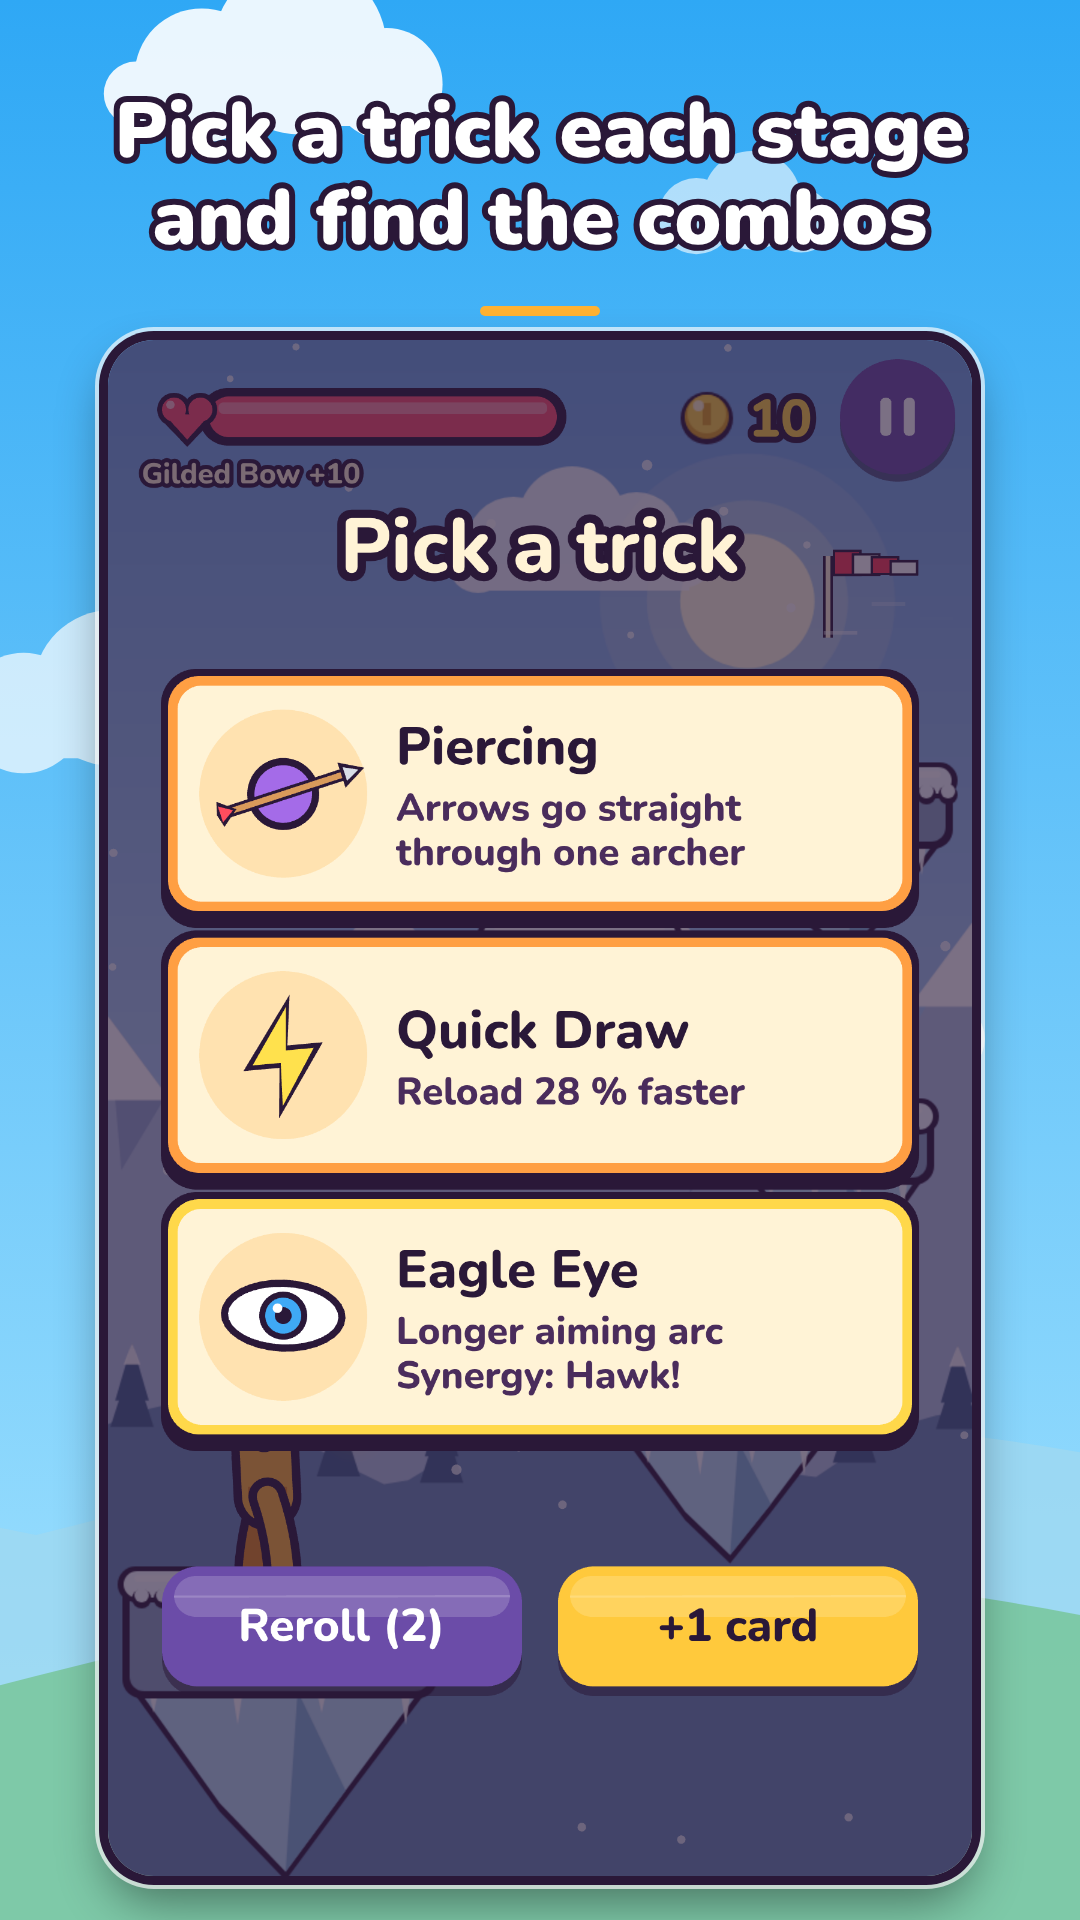 Pick a trick each stage
and find the combos
10
Gilded Bow +10
Pick a trick
Piercing
Arrows go straight
through one archer
Quick Draw
Reload 28 % faster
Eagle Eye
Longer aiming arc
Synergy: Hawk!
Reroll (2)
+1 card